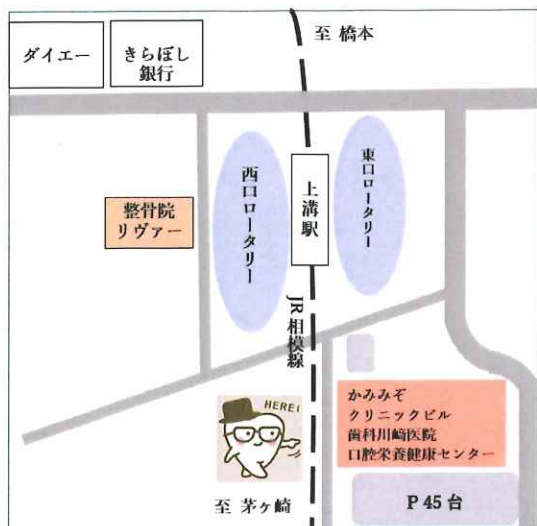 至 橋本
ダイエー
きらぼし
銀行
西口ロータリー
上溝駅
東口ロータリー
整骨院
リヴァー
JR相模線
HERE!
かみみぞ
クリニックビル
歯科川﨑医院
口腔栄養健康センター
至 茅ヶ崎
P 45 台